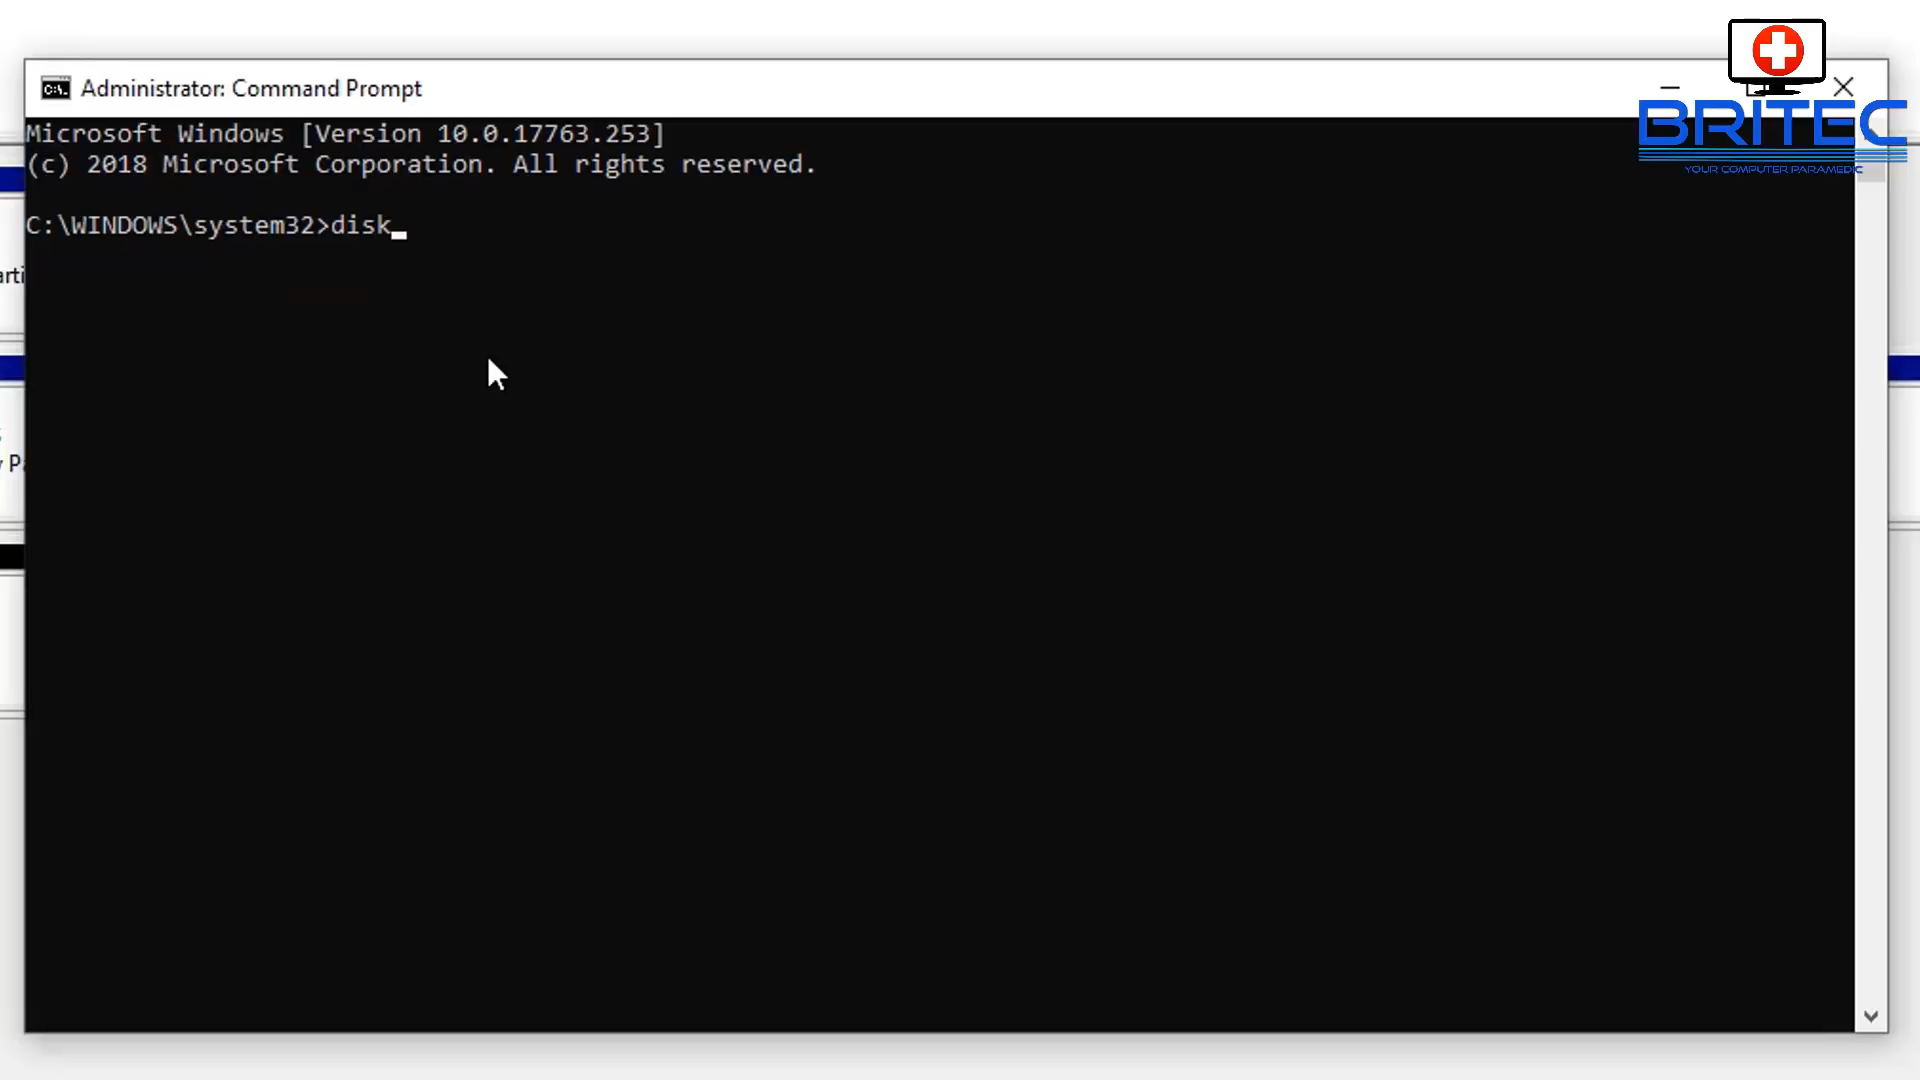 Administrator: Command Prompt
BRITEC
YOUR COMPUTER PARAMEDIC
Microsoft Windows [Version 10.0.17763.253]
(c) 2018 Microsoft Corporation. All rights reserved.
C:\WINDOWS\system32>disk